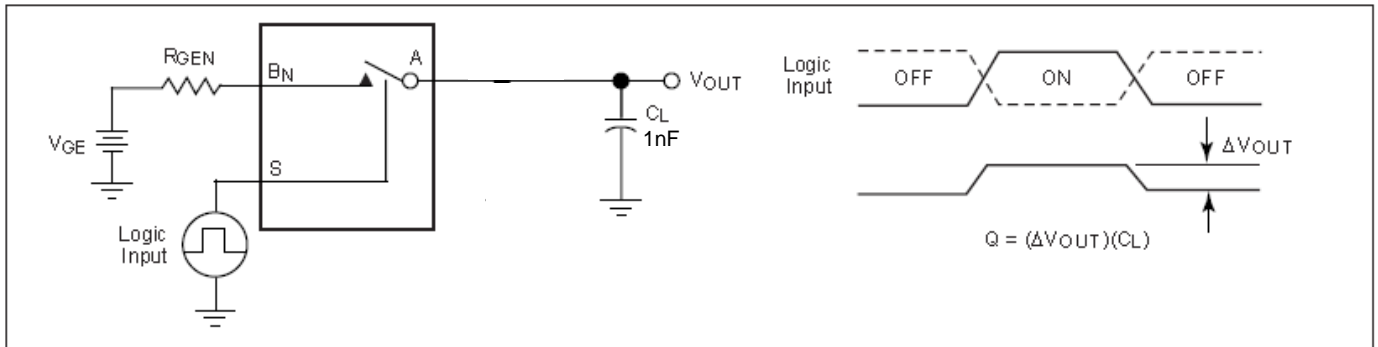 RGEN
BN
A
VOUT
CL
1nF
VGE
S
Logic
Input
Logic
Input
OFF
ON
OFF
ΔVOUT
Q = (ΔVOUT)(CL)